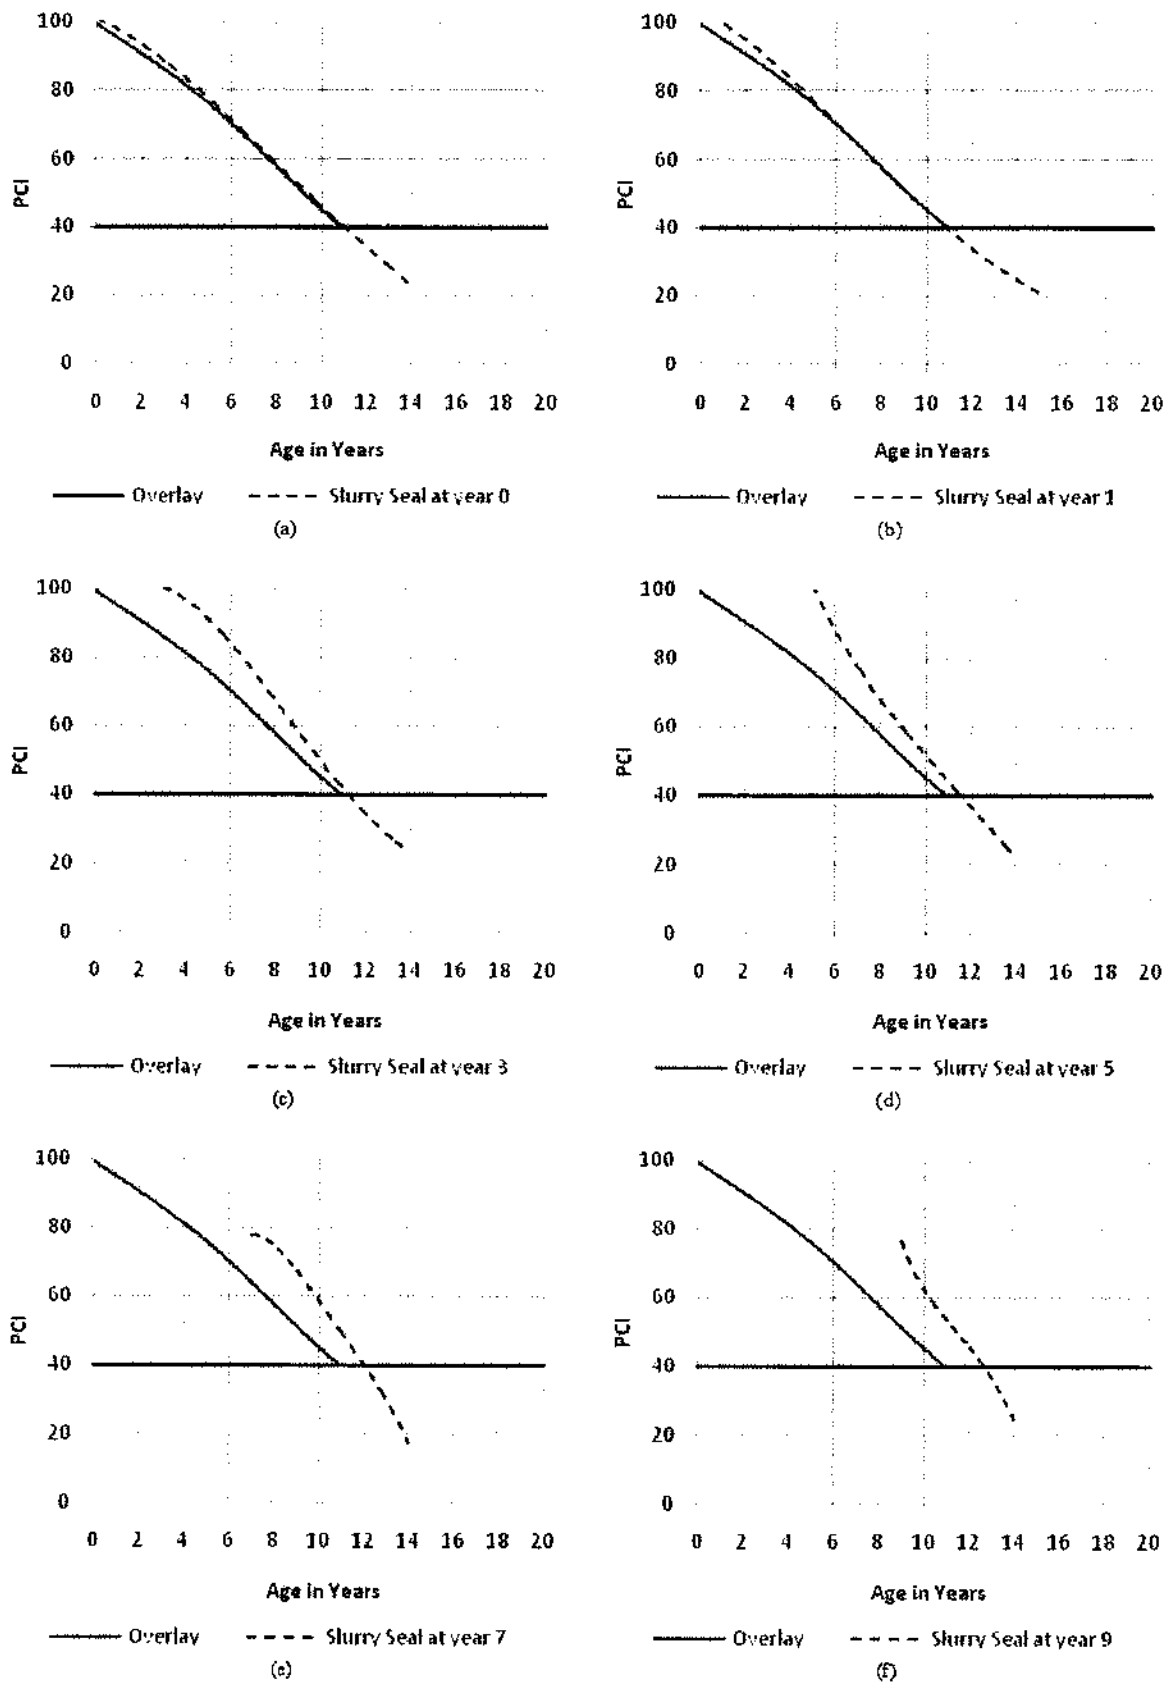 100
80
60
40
20
0
PCI
0 2 4 6 8 10 12 14 16 18 20
Age in Years
Overlay Slurry Seal at year 0
(a)
100
80
60
40
20
0
PCI
0 2 4 6 8 10 12 14 16 18 20
Age in Years
Overlay Slurry Seal at year 1
(b)
100
80
60
40
20
0
PCI
0 2 4 6 8 10 12 14 16 18 20
Age in Years
Overlay Slurry Seal at year 3
(c)
100
80
60
40
20
0
PCI
0 2 4 6 8 10 12 14 16 18 20
Age in Years
Overlay Slurry Seal at year 5
(d)
100
80
60
40
20
0
PCI
0 2 4 6 8 10 12 14 16 18 20
Age in Years
Overlay Slurry Seal at year 7
(e)
100
80
60
40
20
0
PCI
0 2 4 6 8 10 12 14 16 18 20
Age in Years
Overlay Slurry Seal at year 9
(f)